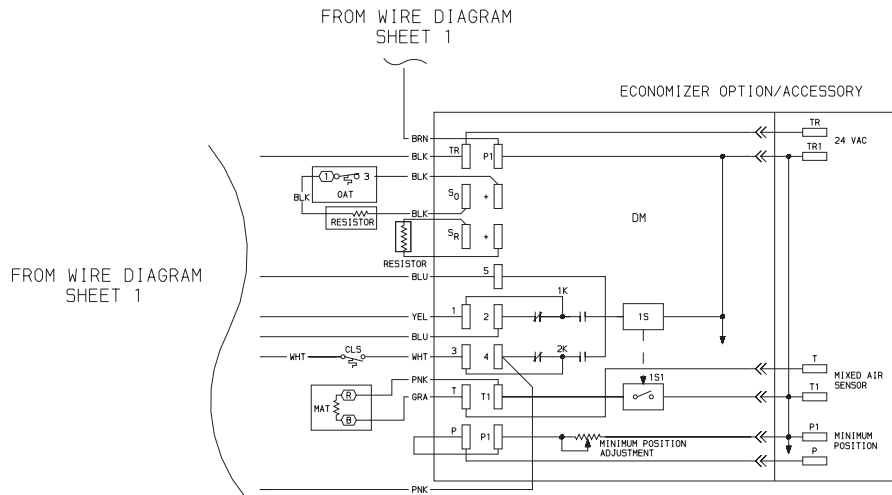 FROM WIRE DIAGRAM
SHEET 1
ECONOMIZER OPTION/ACCESSORY
TR
24 VAC
BRN
BLK
TR
P1
TR1
1
3
OAT
BLK
BLK
SO
+
DM
BLK
RESISTOR
SR
+
RESISTOR
FROM WIRE DIAGRAM
SHEET 1
BLU
5
1K
YEL
1
2
1S
BLU
WHT
CLS
WHT
3
4
2K
T
MIXED AIR
SENSOR
PNK
1S1
MAT
R
B
GRA
T
T1
T1
P
P1
P1
MINIMUM
POSITION
MINIMUM POSITION
ADJUSTMENT
P
PNK